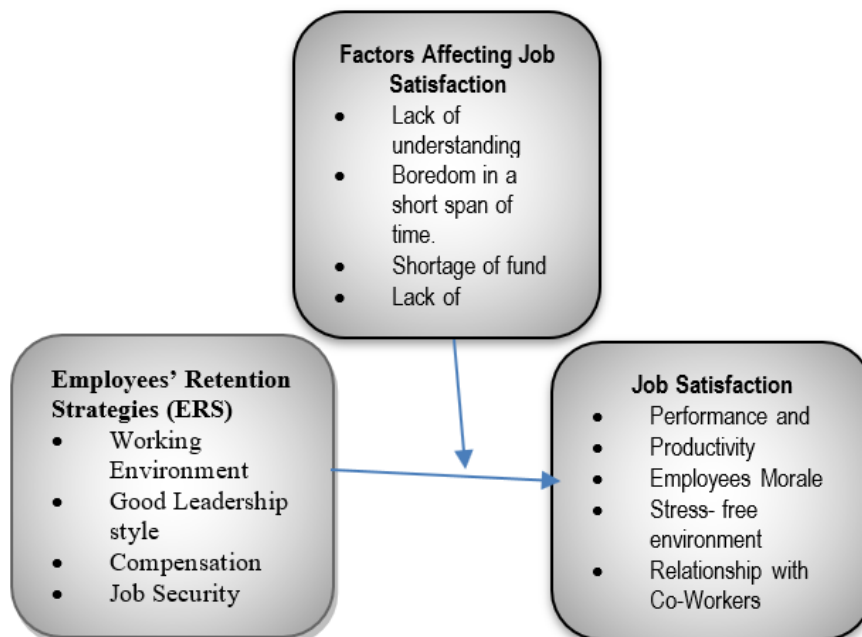 Factors Affecting Job
Satisfaction
• Lack of
understanding
• Boredom in a
short span of
time.
• Shortage of fund
• Lack of
Employees’ Retention
Strategies (ERS)
• Working
Environment
• Good Leadership
style
• Compensation
• Job Security
Job Satisfaction
• Performance and
• Productivity
• Employees Morale
• Stress- free
environment
• Relationship with
Co-Workers